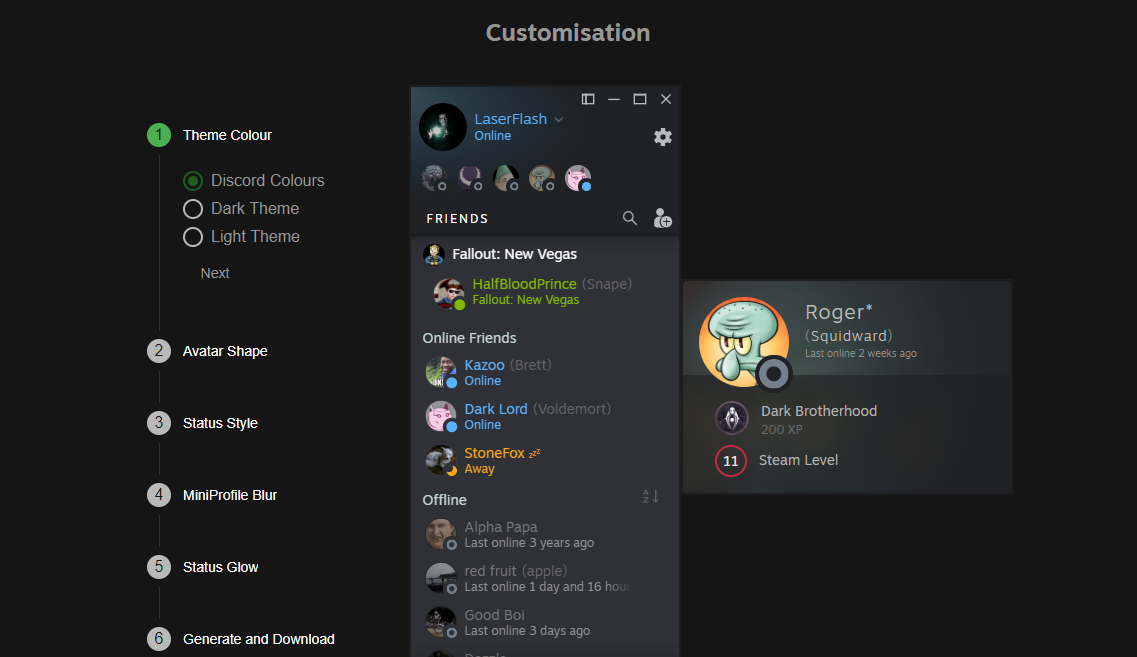 Customisation
1 Theme Colour
Discord Colours
Dark Theme
Light Theme
Next
2 Avatar Shape
3 Status Style
4 MiniProfile Blur
5 Status Glow
6 Generate and Download
LaserFlash
Online
FRIENDS
Fallout: New Vegas
HalfBloodPrince (Snape)
Fallout: New Vegas
Online Friends
Kazoo (Brett)
Online
Dark Lord (Voldemort)
Online
StoneFox zzz
Away
Offline
Alpha Papa
Last online 3 years ago
red fruit (apple)
Last online 1 day and 16 hour
Good Boi
Last online 3 days ago
Roger*
(Squidward)
Last online 2 weeks ago
Dark Brotherhood
200 XP
11 Steam Level